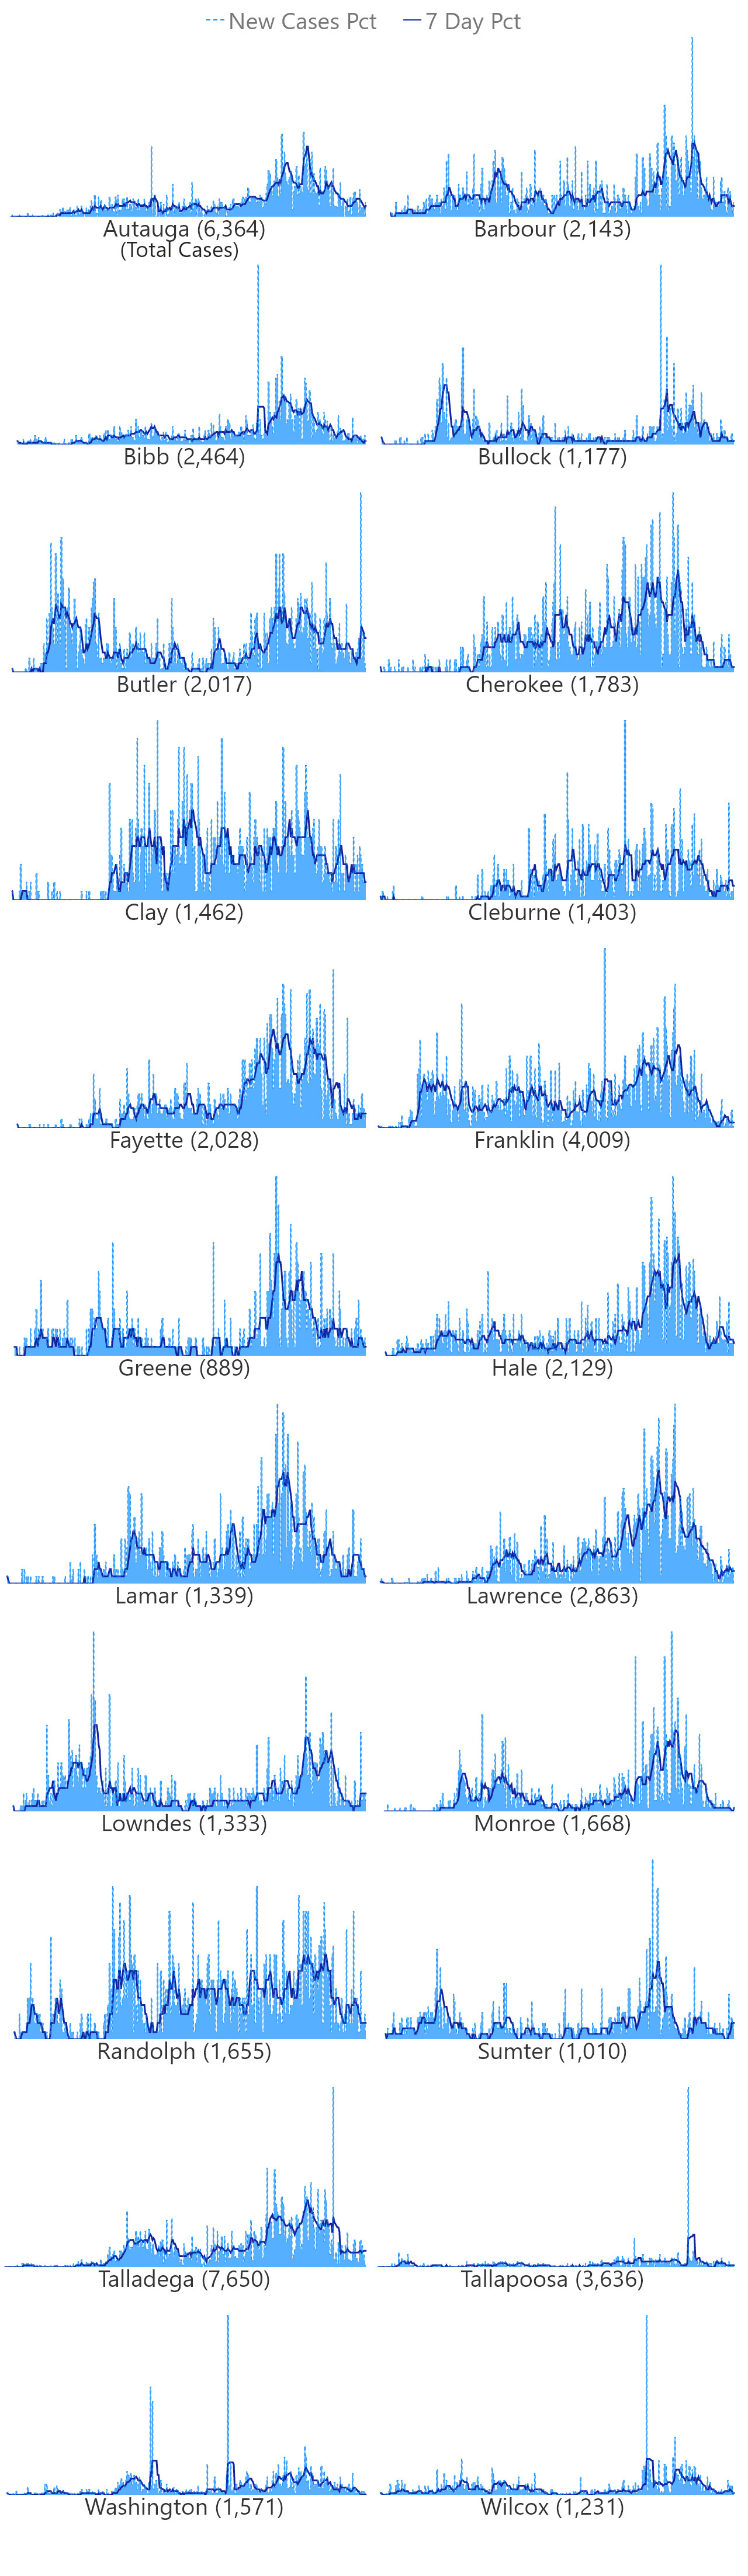 New Cases Pct 7 Day Pct
Autauga (6,364) Barbour (2,143)
(Total Cases)
Bibb (2,464) Bullock (1,177)
Butler (2,017) Cherokee (1,783)
Clay (1,462) Cleburne (1,403)
Fayette (2,028) Franklin (4,009)
Greene (889) Hale (2,129)
Lamar (1,339) Lawrence (2,863)
Lowndes (1,333) Monroe (1,668)
Randolph (1,655) Sumter (1,010)
Talladega (7,650) Tallapoosa (3,636)
Washington (1,571) Wilcox (1,231)